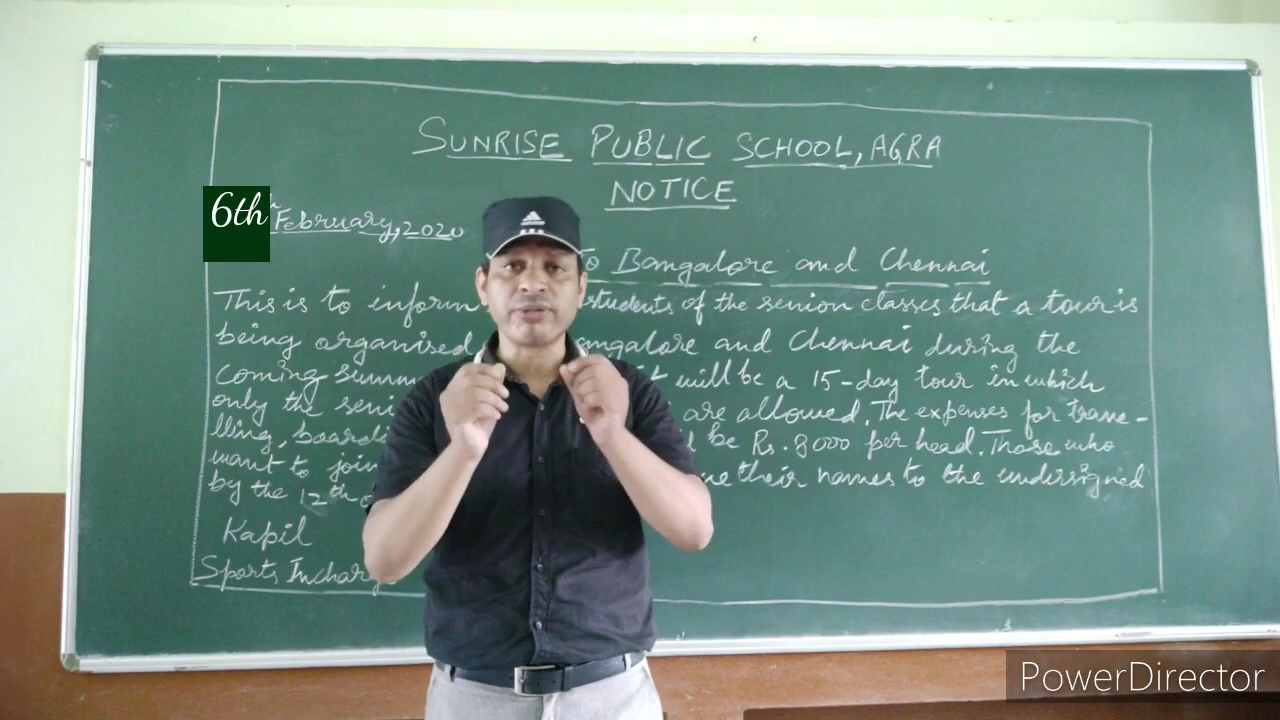 SUNRISE PUBLIC SCHOOL, AGRA
NOTICE
6th February, 2020
To Bangalore and Chennai
This is to inform students of the senior classes that a tour is
being organised Bangalore and Chennai during the
coming it will be a 15-day tour in which
only the are allowed. The expenses for trave-
lling, be Rs. 8000 per head. Those who
want to join their names to the undersigned
by the 12th
Kapil
Sports Incharge
adidas
PowerDirector